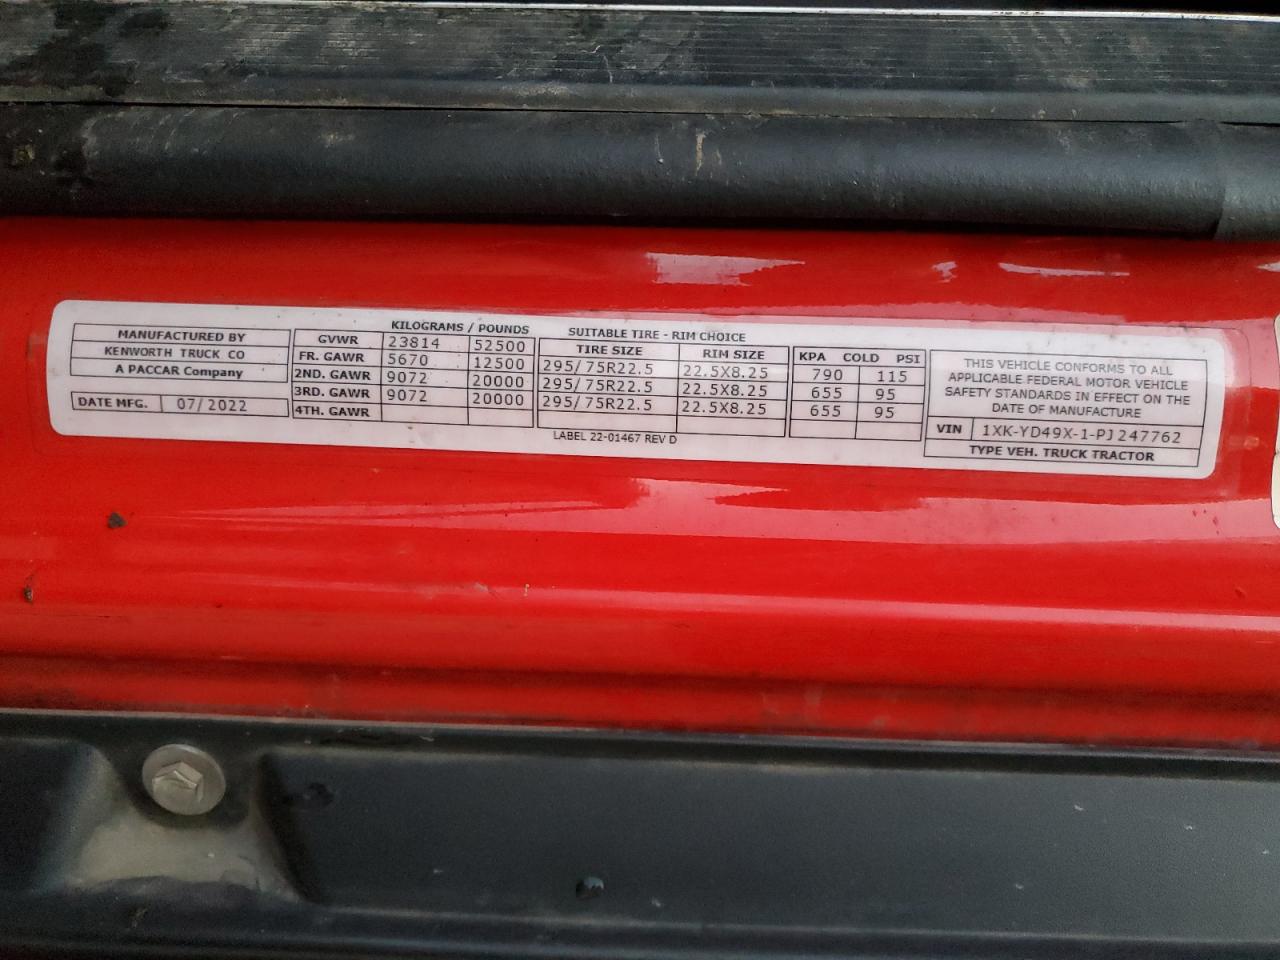 MANUFACTURED BY
KENWORTH TRUCK CO
A PACCAR Company
DATE MFG. 07/2022
KILOGRAMS / POUNDS
GVWR 23814 52500
FR. GAWR 5670 12500
2ND. GAWR 9072 20000
3RD. GAWR 9072 20000
4TH. GAWR
SUITABLE TIRE - RIM CHOICE
TIRE SIZE RIM SIZE
295/75R22.5 22.5X8.25
295/75R22.5 22.5X8.25
295/75R22.5 22.5X8.25
LABEL 22-01467 REV D
KPA COLD PSI
790 115
655 95
655 95
THIS VEHICLE CONFORMS TO ALL
APPLICABLE FEDERAL MOTOR VEHICLE
SAFETY STANDARDS IN EFFECT ON THE
DATE OF MANUFACTURE
VIN 1XK-YD49X-1-PJ247762
TYPE VEH. TRUCK TRACTOR